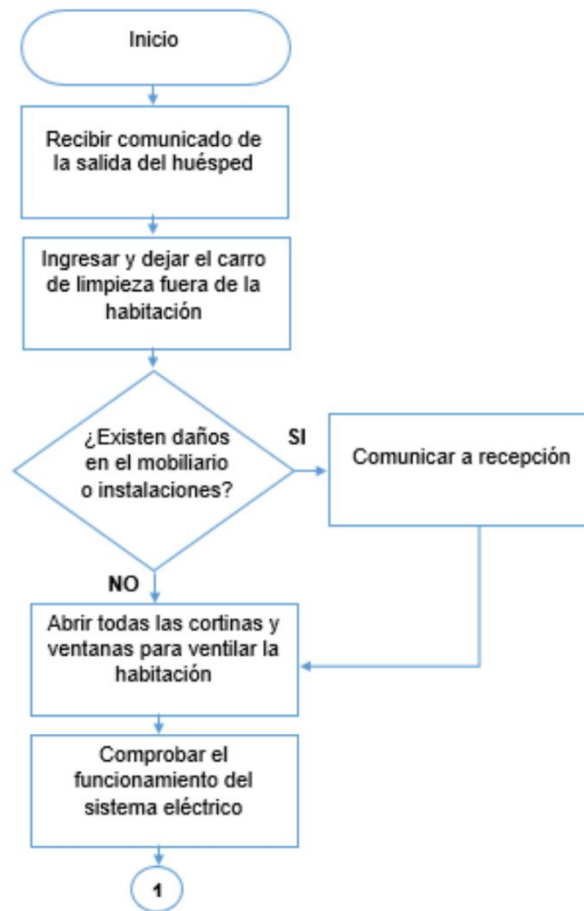 Inicio
Recibir comunicado de
la salida del huésped
Ingresar y dejar el carro
de limpieza fuera de la
habitación
¿Existen daños
en el mobiliario
o instalaciones?
SI
Comunicar a recepción
NO
Abrir todas las cortinas y
ventanas para ventilar la
habitación
Comprobar el
funcionamiento del
sistema eléctrico
1